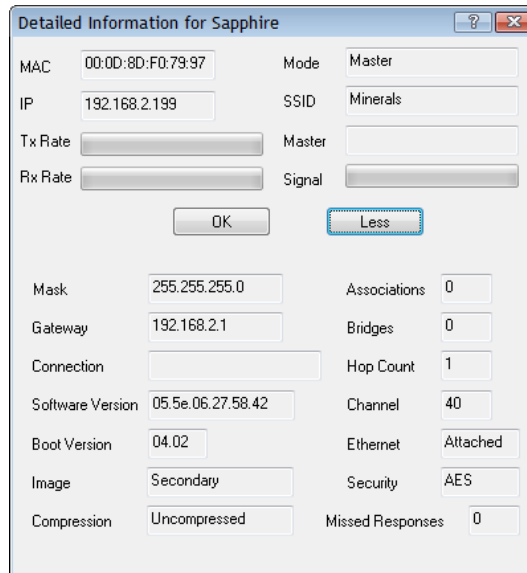 Detailed Information for Sapphire
MAC 00:0D:8D:F0:79:97 Mode Master
IP 192.168.2.199 SSID Minerals
Tx Rate Master
Rx Rate Signal
OK Less
Mask 255.255.255.0 Associations 0
Gateway 192.168.2.1 Bridges 0
Connection Hop Count 1
Software Version 05.5e.06.27.58.42 Channel 40
Boot Version 04.02 Ethernet Attached
Image Secondary Security AES
Compression Uncompressed Missed Responses 0